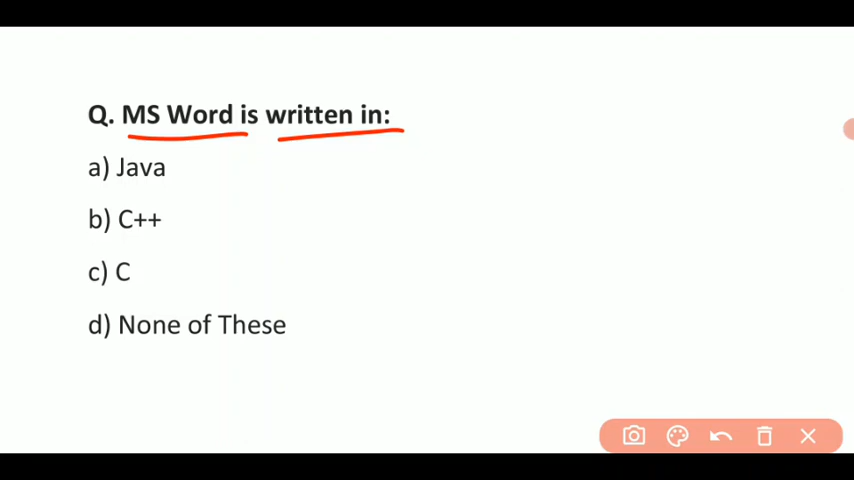 Q. MS Word is written in:
a) Java
b) C++
c) C
d) None of These